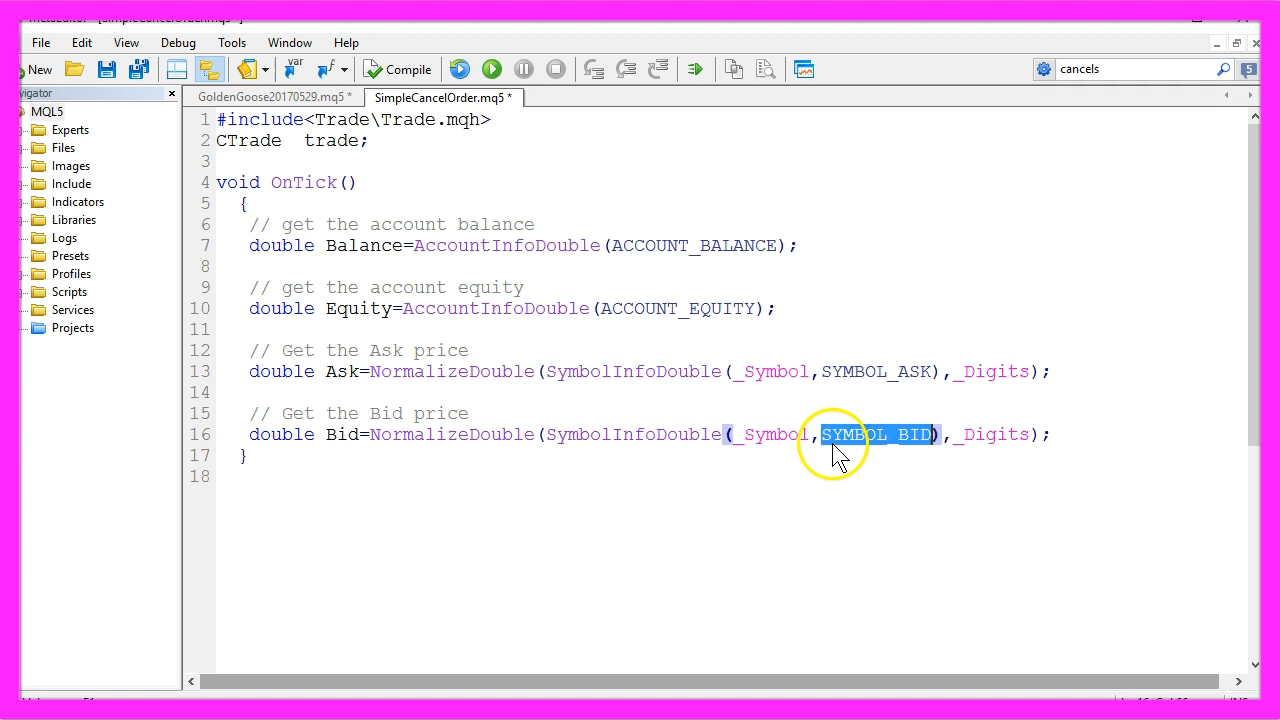 File Edit View Debug Tools Window Help
New Compile cancels 5
GoldenGoose20170529.mq5 * SimpleCancelOrder.mq5 *
MQL5
Experts
Files
Images
Include
Indicators
Libraries
Logs
Presets
Profiles
Scripts
Services
Projects
1 #include<Trade\Trade.mqh>
2 CTrade trade;
3
4 void OnTick()
5 {
6 // get the account balance
7 double Balance=AccountInfoDouble(ACCOUNT_BALANCE);
8
9 // get the account equity
10 double Equity=AccountInfoDouble(ACCOUNT_EQUITY);
11
12 // Get the Ask price
13 double Ask=NormalizeDouble(SymbolInfoDouble(_Symbol,SYMBOL_ASK),_Digits);
14
15 // Get the Bid price
16 double Bid=NormalizeDouble(SymbolInfoDouble(_Symbol,SYMBOL_BID),_Digits);
17 }
18